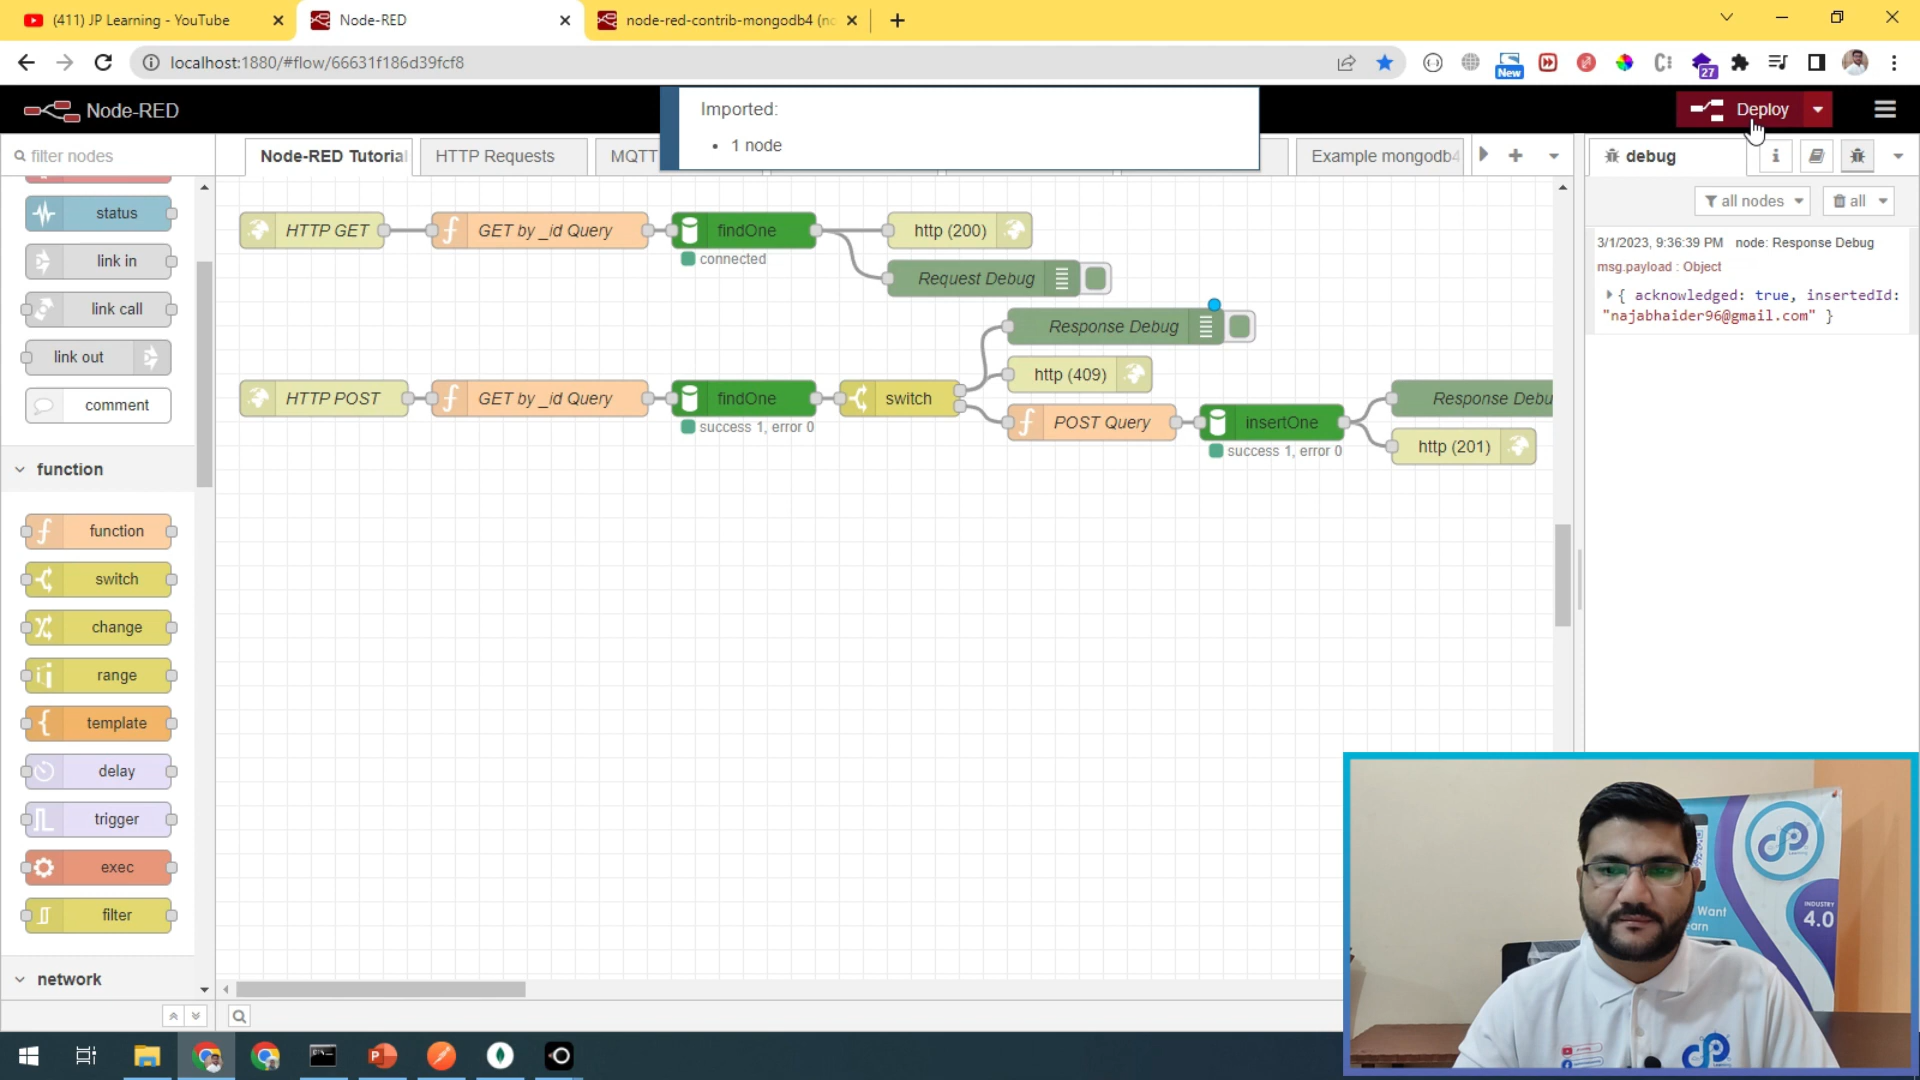 (411) JP Learning - YouTube
Node-RED
node-red-contrib-mongodb4 (no
localhost:1880/#flow/66631f186d39fcf8
New
27
Node-RED
Imported:
• 1 node
Deploy
filter nodes
Node-RED Tutorial
HTTP Requests
MQTT
Example mongodb4
debug
all nodes
all
status
link in
link call
link out
comment
function
function
switch
change
range
template
delay
trigger
exec
filter
network
HTTP GET
GET by _id Query
findOne
connected
http (200)
Request Debug
Response Debug
http (409)
HTTP POST
GET by _id Query
findOne
success 1, error 0
switch
POST Query
insertOne
success 1, error 0
Response Debu
http (201)
3/1/2023, 9:36:39 PM node: Response Debug
msg.payload : Object
{ acknowledged: true, insertedId:
"najabhaider96@gmail.com" }
Want
earn
INDUSTRY
4.0